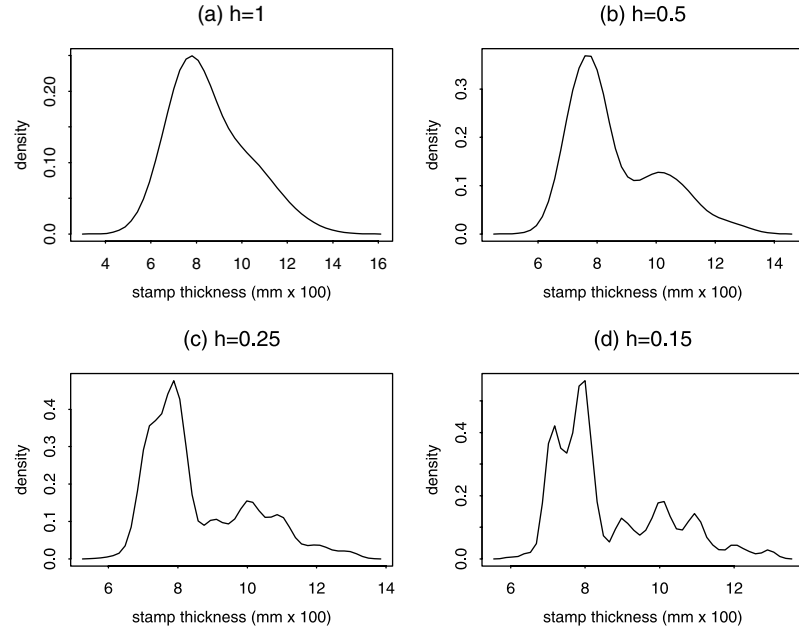 (a) h=1
density
0.0 0.10 0.20
4 6 8 10 12 14 16
stamp thickness (mm x 100)
(b) h=0.5
density
0.0 0.1 0.2 0.3
6 8 10 12 14
stamp thickness (mm x 100)
(c) h=0.25
density
0.0 0.1 0.2 0.3 0.4
6 8 10 12 14
stamp thickness (mm x 100)
(d) h=0.15
density
0.0 0.2 0.4
6 8 10 12
stamp thickness (mm x 100)